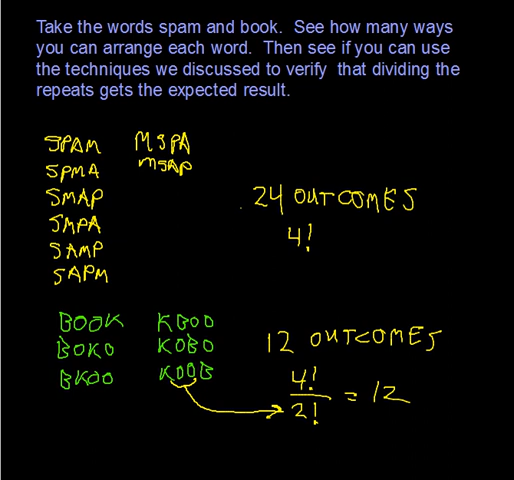 Take the words spam and book.  See how many ways
you can arrange each word.  Then see if you can use
the techniques we discussed to verify  that dividing the
repeats gets the expected result.
SPAM MSPA
SPMA MSAP
SMAP
SMPA
SAMP
SAPM
24 OUTCOMES
4!
BOOK KBOO
BOKO KOBO
BKOO KOOB
12 OUTCOMES
4!
2! = 12